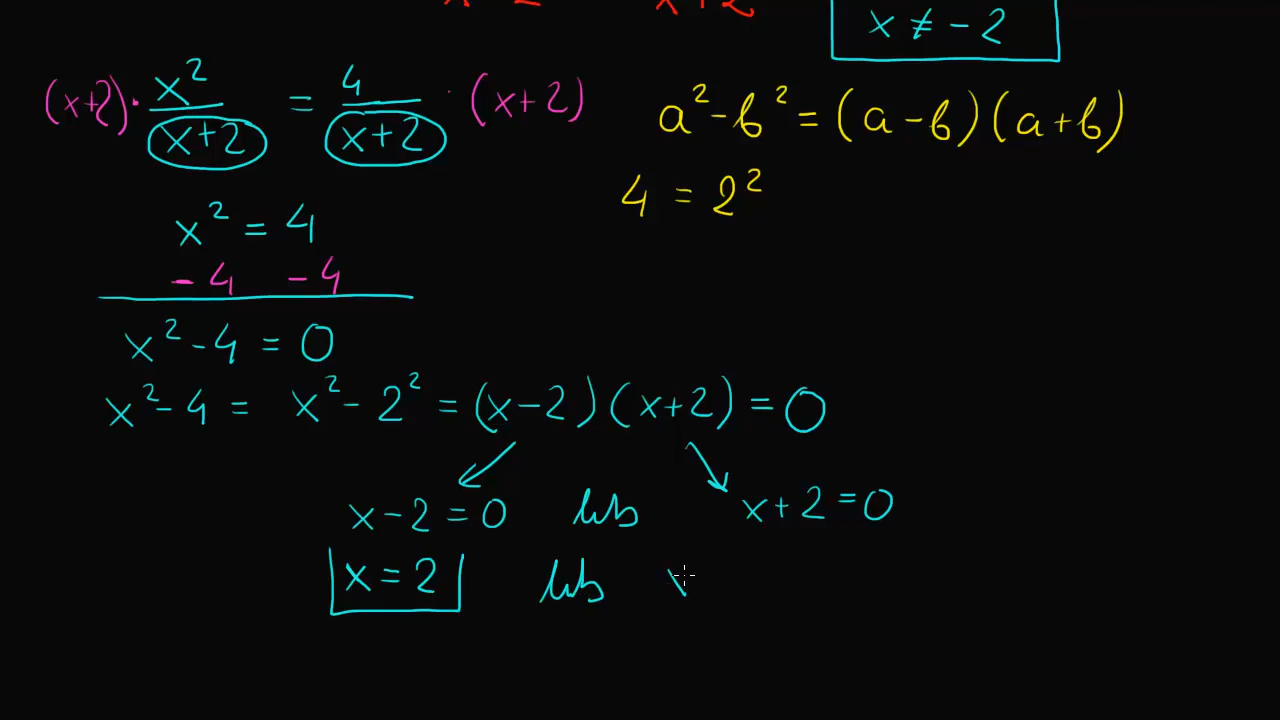 x ≠ -2
(x+2) · x²/(x+2) = 4/(x+2) · (x+2)
a² - b² = (a - b)(a + b)
4 = 2²
x² = 4
- 4 - 4
x² - 4 = 0
x² - 4 = x² - 2² = (x - 2)(x + 2) = 0
x - 2 = 0 lub x + 2 = 0
x = 2 lub